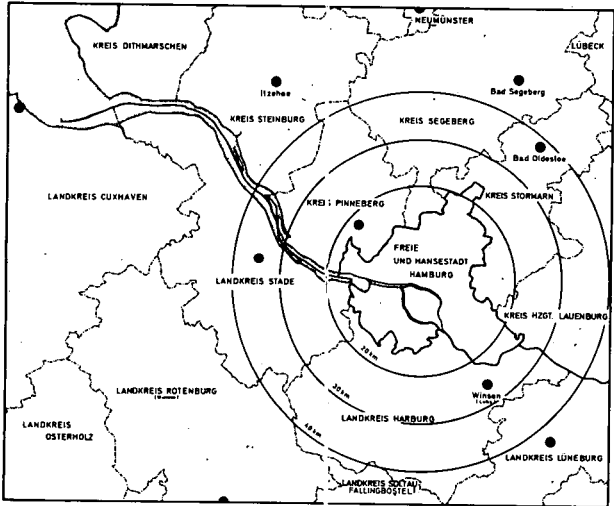 NEUMÜNSTER
KREIS DITHMARSCHEN
LÜBECK
Itzehoe
Bad Segeberg
KREIS STEINBURG
KREIS SEGEBERG
Bad Oldesloe
LANDKREIS CUXHAVEN
KREIS PINNEBERG
KREIS STORMARN
FREIE
UND HANSESTADT
HAMBURG
LANDKREIS STADE
KREIS HZGT. LAUENBURG
20 km
30 km
40 km
LANDKREIS ROTENBURG
Winsen
(Luhe)
LANDKREIS HARBURG
LANDKREIS
OSTERHOLZ
LANDKREIS LÜNEBURG
LANDKREIS SOLTAU
FALLINGBOSTEL